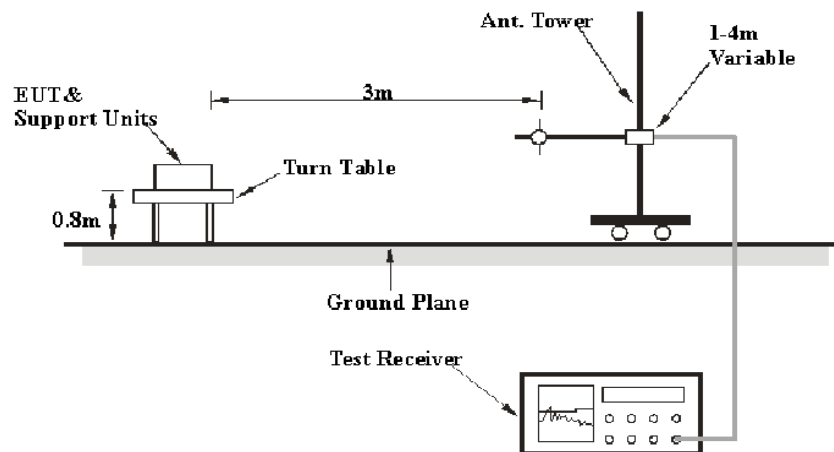 Ant. Tower
1-4m
Variable
3m
EUT&
Support Units
Turn Table
0.8m
Ground Plane
Test Receiver